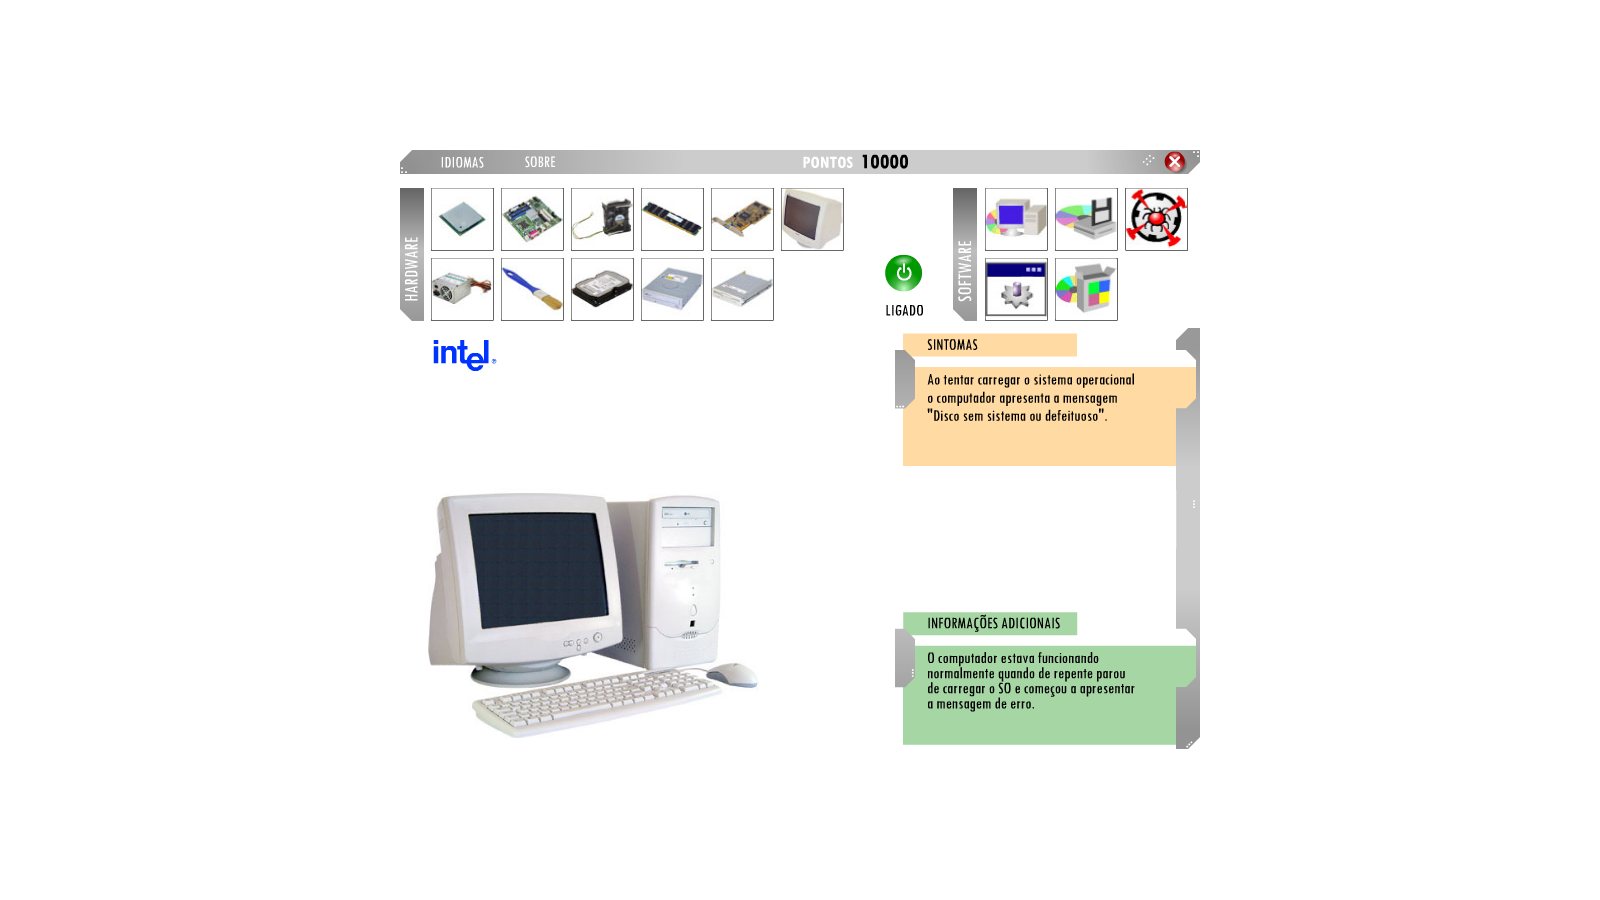 IDIOMAS SOBRE PONTOS 10000
HARDWARE
SOFTWARE
LIGADO
intel®
SINTOMAS
Ao tentar carregar o sistema operacional
o computador apresenta a mensagem
"Disco sem sistema ou defeituoso".
INFORMAÇÕES ADICIONAIS
O computador estava funcionando
normalmente quando de repente parou
de carregar o SO e começou a apresentar
a mensagem de erro.